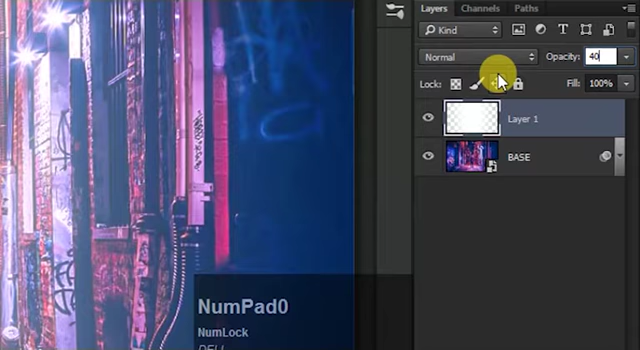 Layers Channels Paths
Kind
Normal Opacity: 40
Lock: Fill: 100%
Layer 1
BASE
NumPad0
NumLock